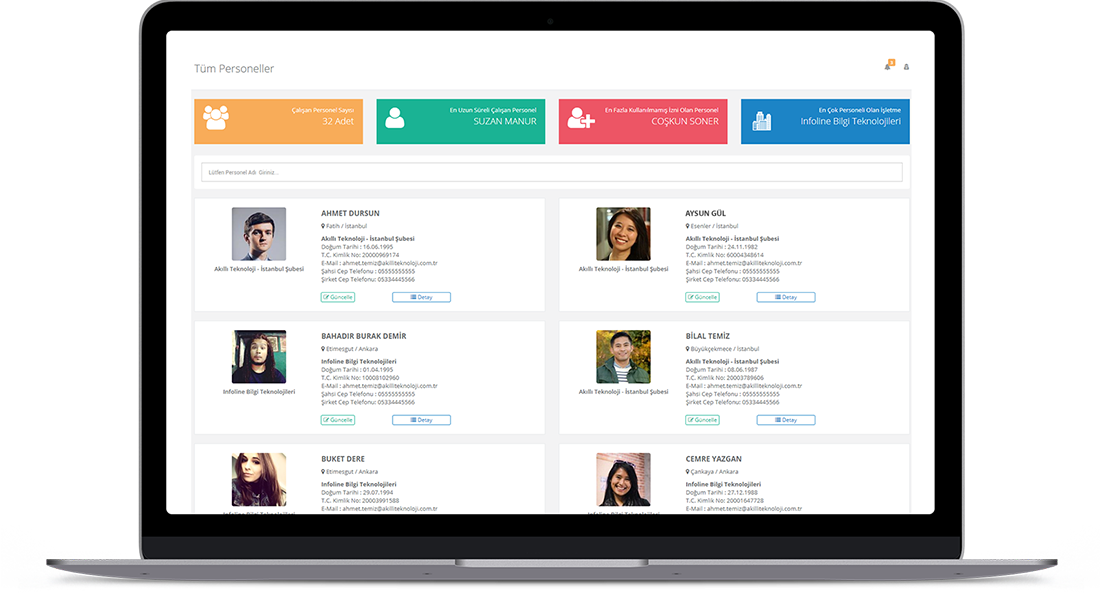 Tüm Personeller
8
Çalışan Personel Sayısı
32 Adet
En Uzun Süreli Çalışan Personel
SUZAN MANUR
En Fazla Kullanılmamış İzni Olan Personel
COŞKUN SONER
En Çok Personeli Olan İşletme
Infoline Bilgi Teknolojileri
Lütfen Personel Adı Giriniz...
AHMET DURSUN
Fatih / İstanbul
Akıllı Teknoloji - İstanbul Şubesi
Doğum Tarihi : 16.06.1995
T.C. Kimlik No: 20000969174
E-Mail : ahmet.temiz@akilliteknoloji.com.tr
Şahsi Cep Telefonu : 05555555555
Şirket Cep Telefonu: 05334445566
Akıllı Teknoloji - İstanbul Şubesi
Güncelle
Detay
AYSUN GÜL
Esenler / İstanbul
Akıllı Teknoloji - İstanbul Şubesi
Doğum Tarihi : 24.11.1982
T.C. Kimlik No: 60004348614
E-Mail : ahmet.temiz@akilliteknoloji.com.tr
Şahsi Cep Telefonu : 05555555555
Şirket Cep Telefonu: 05334445566
Akıllı Teknoloji - İstanbul Şubesi
Güncelle
Detay
BAHADIR BURAK DEMİR
Etimesgut / Ankara
Infoline Bilgi Teknolojileri
Doğum Tarihi : 01.04.1995
T.C. Kimlik No: 10008102960
E-Mail : ahmet.temiz@akilliteknoloji.com.tr
Şahsi Cep Telefonu : 05555555555
Şirket Cep Telefonu: 05334445566
Infoline Bilgi Teknolojileri
Güncelle
Detay
BİLAL TEMİZ
Büyükçekmece / İstanbul
Akıllı Teknoloji - İstanbul Şubesi
Doğum Tarihi : 08.06.1987
T.C. Kimlik No: 20003789606
E-Mail : ahmet.temiz@akilliteknoloji.com.tr
Şahsi Cep Telefonu : 05555555555
Şirket Cep Telefonu: 05334445566
Akıllı Teknoloji - İstanbul Şubesi
Güncelle
Detay
BUKET DERE
Etimesgut / Ankara
Infoline Bilgi Teknolojileri
Doğum Tarihi : 29.07.1994
T.C. Kimlik No: 20003991588
E-Mail : ahmet.temiz@akilliteknoloji.com.tr
Infoline Bilgi Teknolojileri
CEMRE YAZGAN
Çankaya / Ankara
Infoline Bilgi Teknolojileri
Doğum Tarihi : 27.12.1988
T.C. Kimlik No: 20001647728
E-Mail : ahmet.temiz@akilliteknoloji.com.tr
Infoline Bilgi Teknolojileri